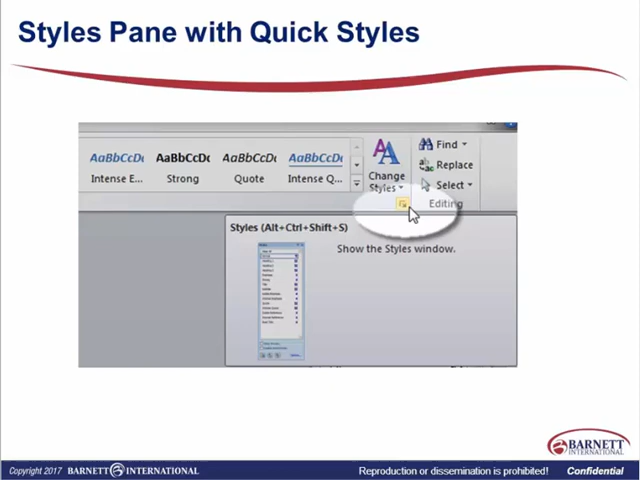 Styles Pane with Quick Styles
AaBbCcDc AaBbCcDc AaBbCcDc AaBbCcDc
Intense E... Strong Quote Intense Q...
Change
Styles
Find
Replace
Select
Editing
Styles (Alt+Ctrl+Shift+S)
Show the Styles window.
BARNETT
INTERNATIONAL
Copyright 2017 BARNETT INTERNATIONAL Reproduction or dissemination is prohibited! Confidential